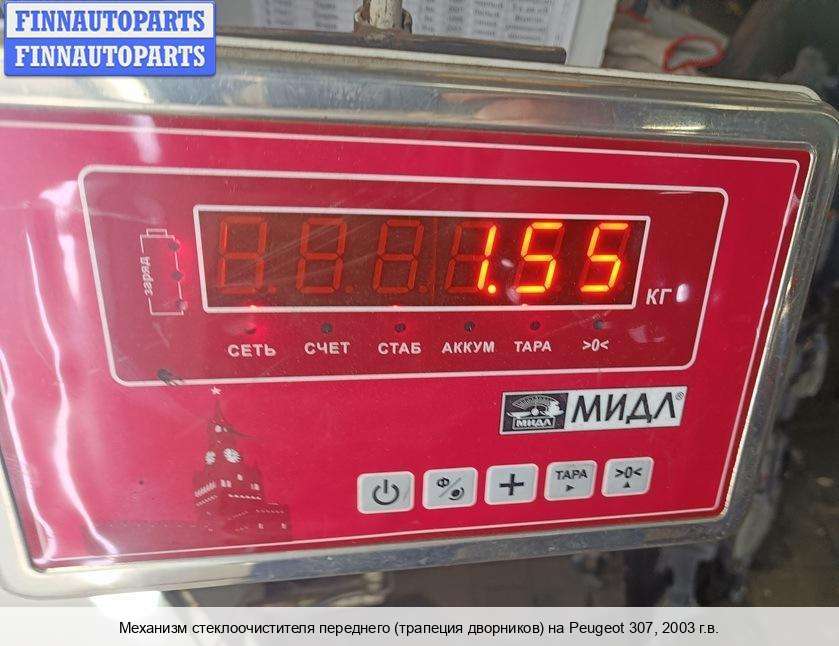 FINNAUTOPARTS
FINNAUTOPARTS
заряд
1.55
КГ
СЕТЬ СЧЕТ СТАБ АККУМ ТАРА >0<
МИДЛ
МИДЛ®
Ф
+
ТАРА
>0<
Механизм стеклоочистителя переднего (трапеция дворников) на Peugeot 307, 2003 г.в.